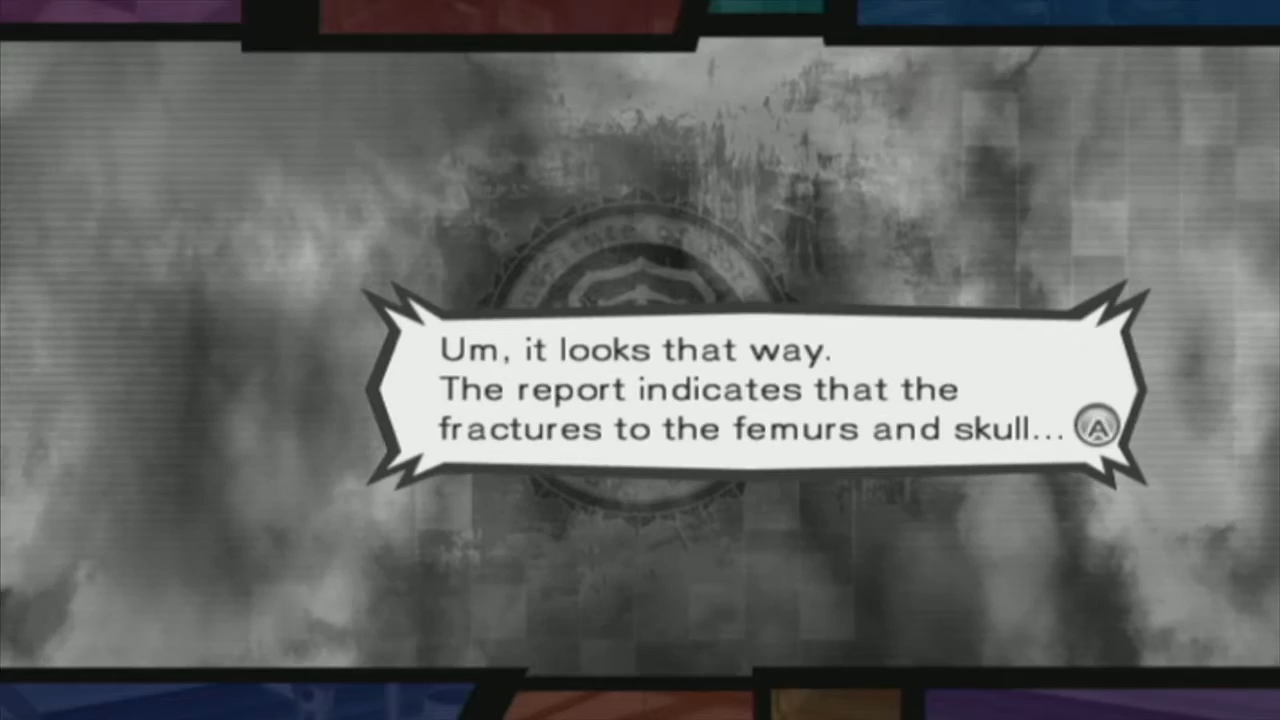 Um, it looks that way.
The report indicates that the
fractures to the femurs and skull...
A